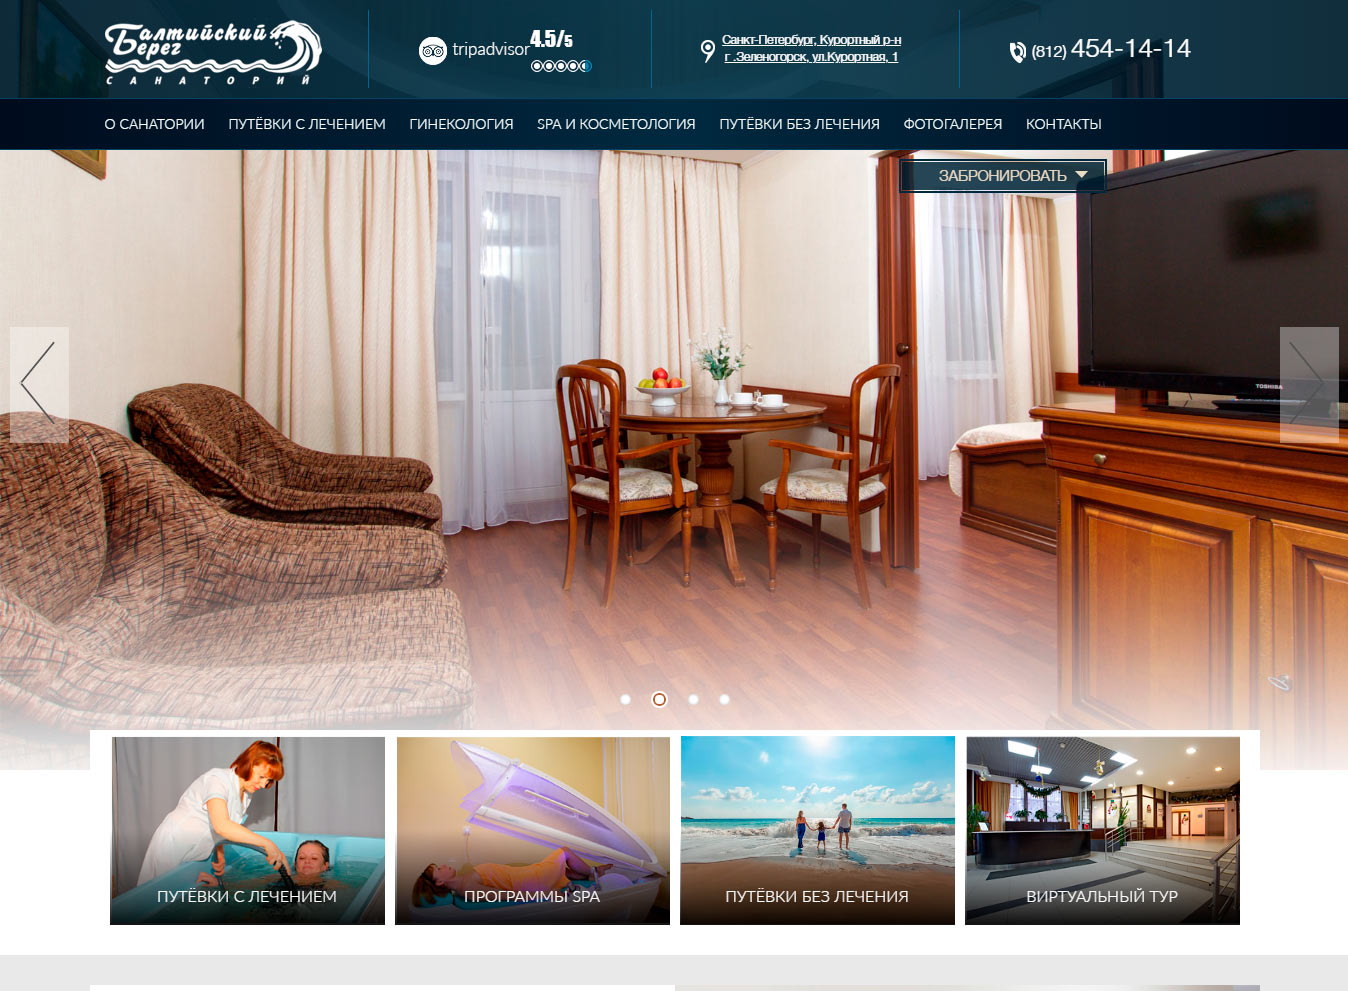 Балтийский
Берег
САНАТОРИЙ
tripadvisor
4.5/5
Санкт-Петербург, Курортный р-н
г .Зеленогорск, ул.Курортная, 1
(812) 454-14-14
О САНАТОРИИ
ПУТЁВКИ С ЛЕЧЕНИЕМ
ГИНЕКОЛОГИЯ
SPA И КОСМЕТОЛОГИЯ
ПУТЁВКИ БЕЗ ЛЕЧЕНИЯ
ФОТОГАЛЕРЕЯ
КОНТАКТЫ
ЗАБРОНИРОВАТЬ
TOSHIBA
ПУТЁВКИ С ЛЕЧЕНИЕМ
ПРОГРАММЫ SPA
ПУТЁВКИ БЕЗ ЛЕЧЕНИЯ
ВИРТУАЛЬНЫЙ ТУР